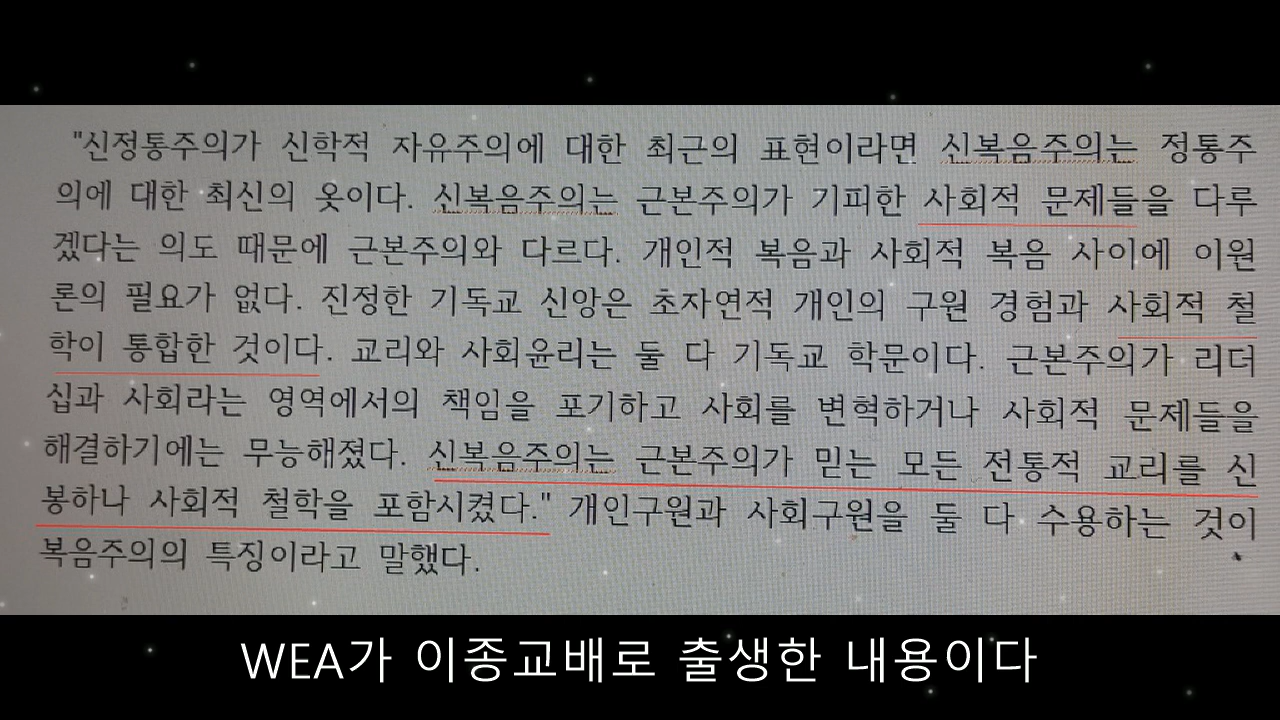 "신정통주의가 신학적 자유주의에 대한 최근의 표현이라면 신복음주의는 정통주
의에 대한 최신의 옷이다. 신복음주의는 근본주의가 기피한 사회적 문제들을 다루
겠다는 의도 때문에 근본주의와 다르다. 개인적 복음과 사회적 복음 사이에 이원
론의 필요가 없다. 진정한 기독교 신앙은 초자연적 개인의 구원 경험과 사회적 철
학이 통합한 것이다. 교리와 사회윤리는 둘 다 기독교 학문이다. 근본주의가 리더
십과 사회라는 영역에서의 책임을 포기하고 사회를 변혁하거나 사회적 문제들을
해결하기에는 무능해졌다. 신복음주의는 근본주의가 믿는 모든 전통적 교리를 신
봉하나 사회적 철학을 포함시켰다." 개인구원과 사회구원을 둘 다 수용하는 것이
복음주의의 특징이라고 말했다.
WEA가 이종교배로 출생한 내용이다